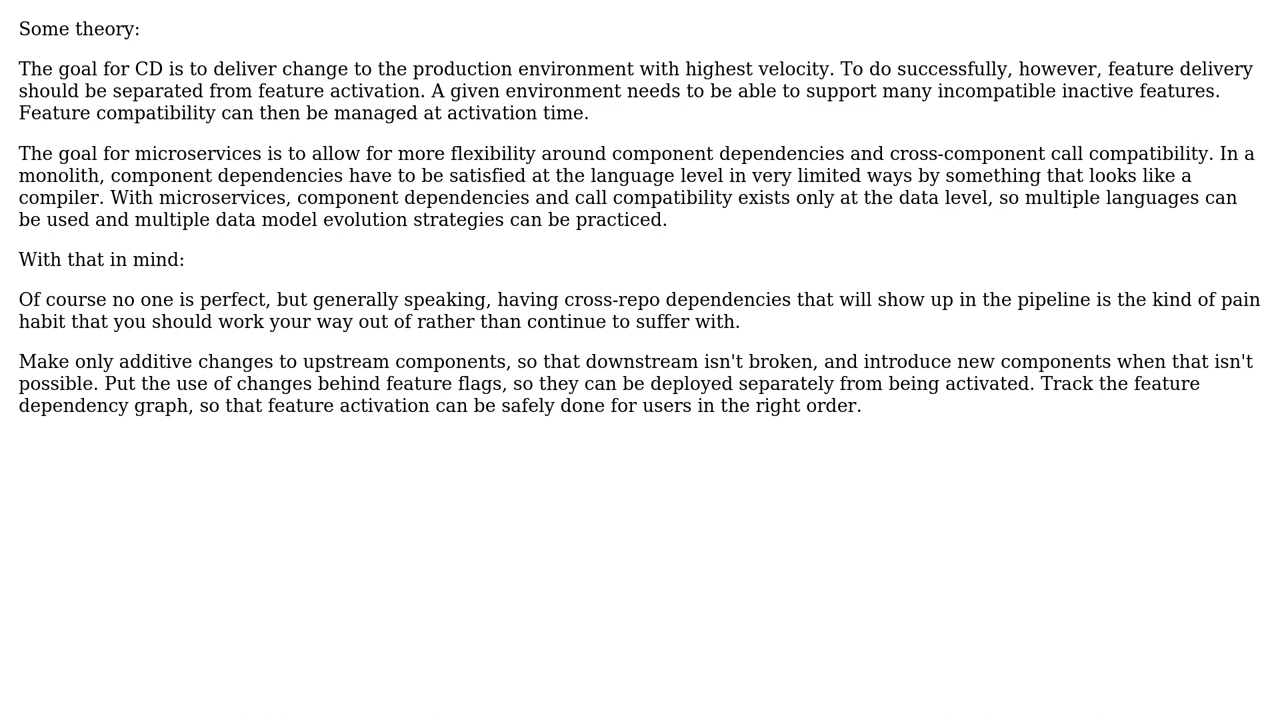 Some theory:
The goal for CD is to deliver change to the production environment with highest velocity. To do successfully, however, feature delivery
should be separated from feature activation. A given environment needs to be able to support many incompatible inactive features.
Feature compatibility can then be managed at activation time.
The goal for microservices is to allow for more flexibility around component dependencies and cross-component call compatibility. In a
monolith, component dependencies have to be satisfied at the language level in very limited ways by something that looks like a
compiler. With microservices, component dependencies and call compatibility exists only at the data level, so multiple languages can
be used and multiple data model evolution strategies can be practiced.
With that in mind:
Of course no one is perfect, but generally speaking, having cross-repo dependencies that will show up in the pipeline is the kind of pain
habit that you should work your way out of rather than continue to suffer with.
Make only additive changes to upstream components, so that downstream isn't broken, and introduce new components when that isn't
possible. Put the use of changes behind feature flags, so they can be deployed separately from being activated. Track the feature
dependency graph, so that feature activation can be safely done for users in the right order.